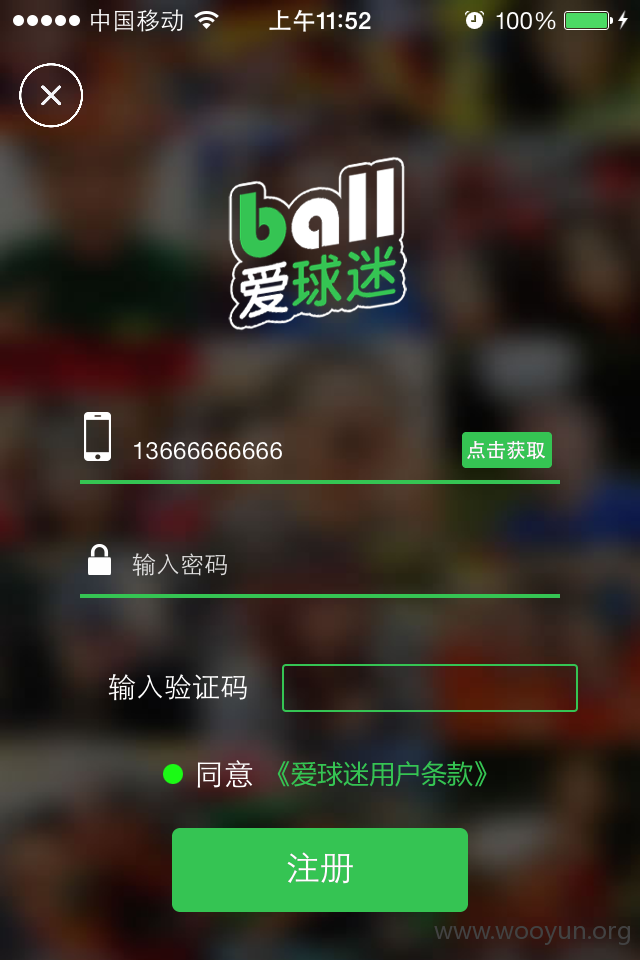 中国移动 上午11:52 100%
ball
爱球迷
13666666666 点击获取
输入密码
输入验证码
同意 《爱球迷用户条款》
注册
www.wooyun.org